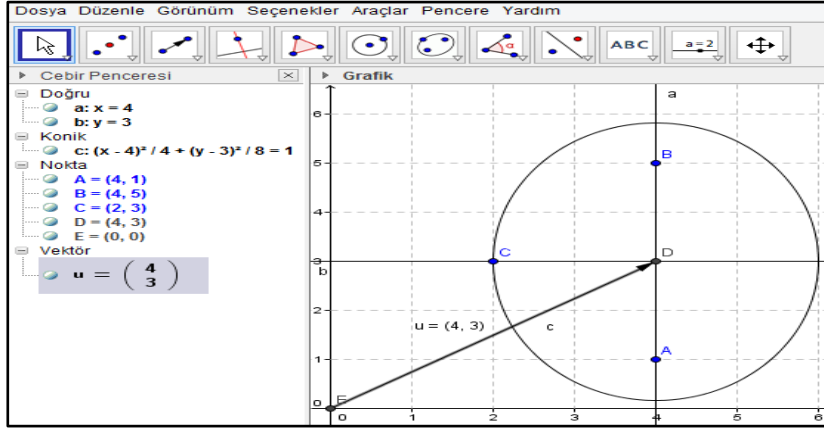 Dosya Düzenle Görünüm Seçenekler Araçlar Pencere Yardım
α ABC a=2
Cebir Penceresi
Doğru
a: x = 4
b: y = 3
Konik
c: (x - 4)² / 4 + (y - 3)² / 8 = 1
Nokta
A = (4, 1)
B = (4, 5)
C = (2, 3)
D = (4, 3)
E = (0, 0)
Vektör
u = ( 4 3 )
Grafik
a
6
B
5
4
C D
3
b
2
u = (4, 3) c
A
1
E
0
0 1 2 3 4 5 6